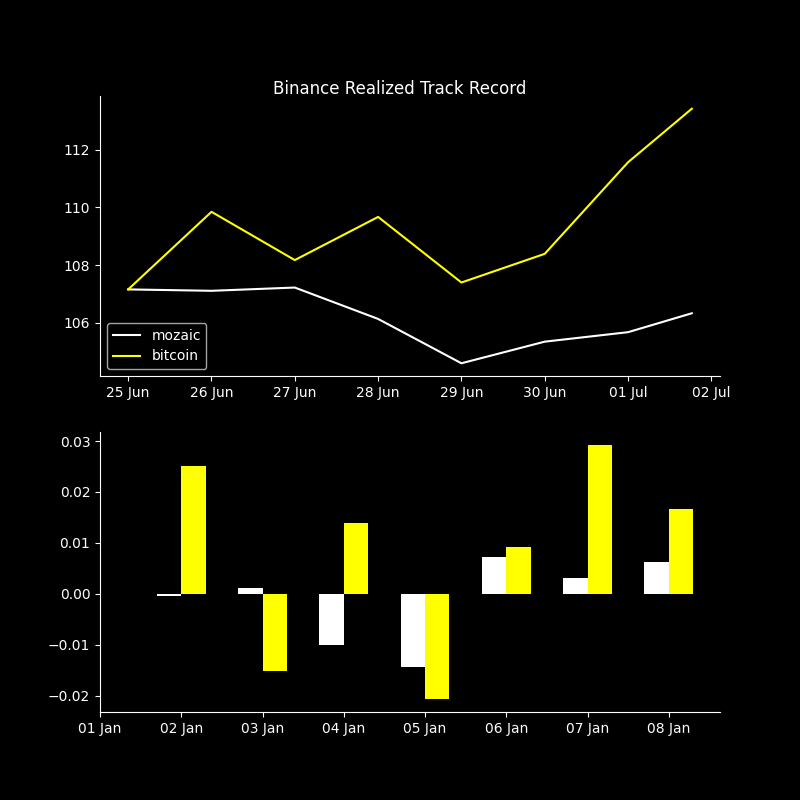 Binance Realized Track Record
112
110
108
106
mozaic
bitcoin
25 Jun 26 Jun 27 Jun 28 Jun 29 Jun 30 Jun 01 Jul 02 Jul
0.03
0.02
0.01
0.00
−0.01
−0.02
01 Jan 02 Jan 03 Jan 04 Jan 05 Jan 06 Jan 07 Jan 08 Jan